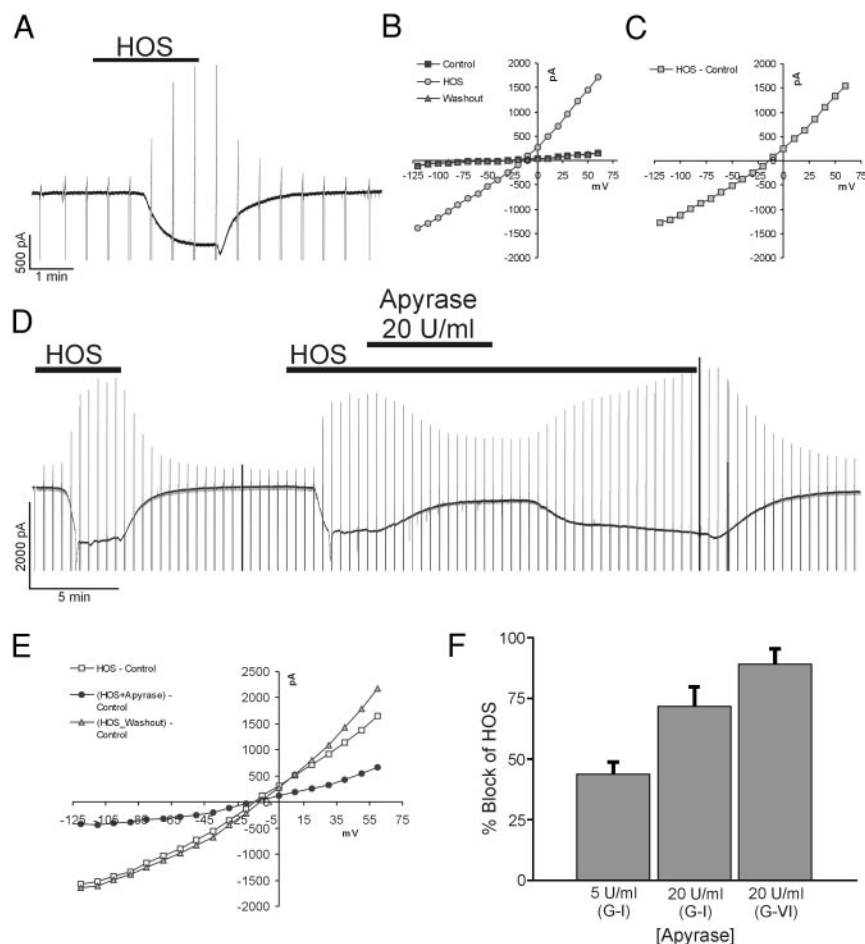 A
HOS
500 pA
1 min
B
Control
HOS
Washout
pA
2000
1500
1000
500
0
-500
-1000
-1500
-2000
-125 -100 -75 -50 -25 0 25 50 75
mV
C
HOS - Control
pA
2000
1500
1000
500
0
-500
-1000
-1500
-2000
-125 -100 -75 -50 -25 0 25 50 75
mV
D
HOS
HOS
Apyrase
20 U/ml
2000 pA
5 min
E
HOS - Control
(HOS+Apyrase) -
Control
(HOS_Washout) -
Control
pA
2500
2000
1500
1000
500
0
-500
-1000
-1500
-2000
-125 -105 -85 -65 -45 -25 -5 15 35 55 75
mV
F
% Block of HOS
100
75
50
25
0
5 U/ml 20 U/ml 20 U/ml
(G-I) (G-I) (G-VI)
[Apyrase]